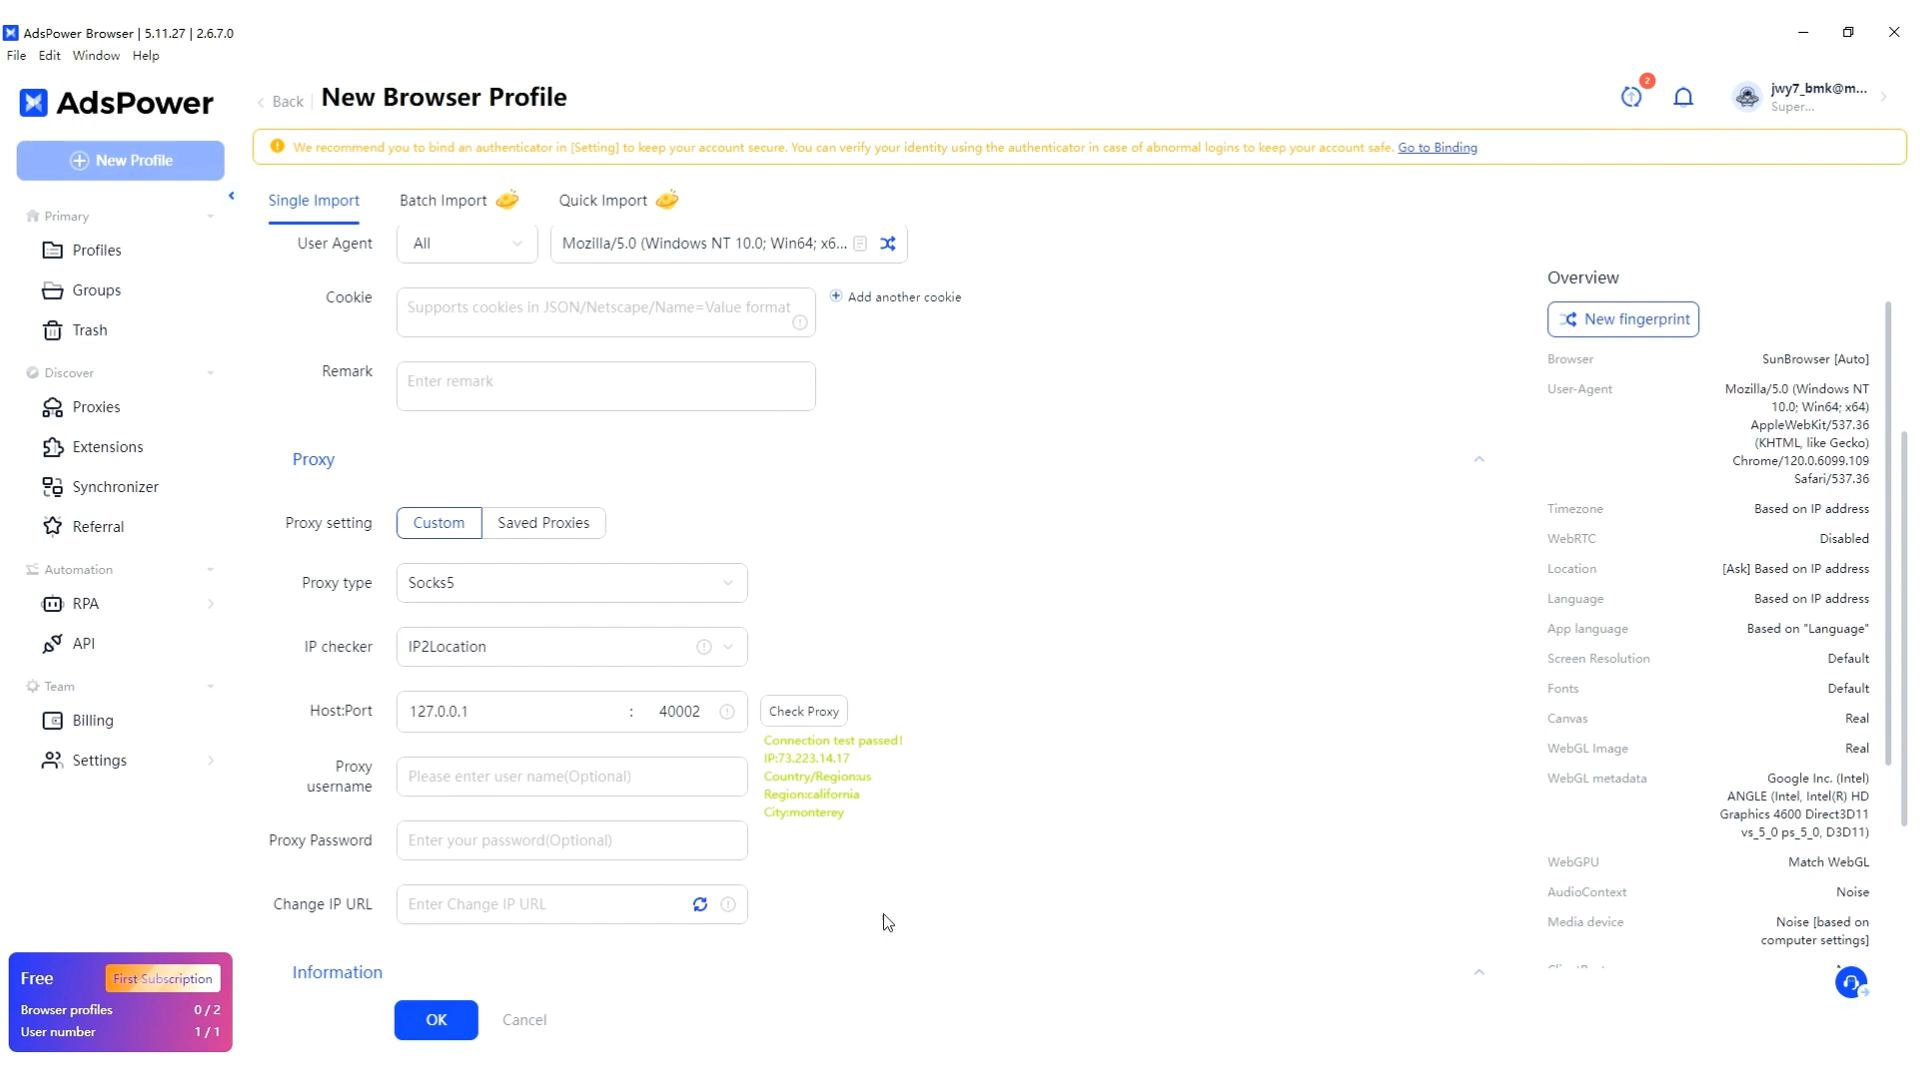 AdsPower Browser | 5.11.27 | 2.6.7.0
File Edit Window Help
AdsPower
Back
New Browser Profile
2
jwy7_bmk@m...
Super...
New Profile
We recommend you to bind an authenticator in [Setting] to keep your account secure. You can verify your identity using the authenticator in case of abnormal logins to keep your account safe. Go to Binding
Primary
Profiles
Groups
Trash
Discover
Proxies
Extensions
Synchronizer
Referral
Automation
RPA
API
Team
Billing
Settings
Free
First Subscription
Browser profiles 0 / 2
User number 1 / 1
Single Import Batch Import Quick Import
User Agent All Mozilla/5.0 (Windows NT 10.0; Win64; x6...
Cookie Supports cookies in JSON/Netscape/Name=Value format Add another cookie
Remark Enter remark
Proxy
Proxy setting Custom Saved Proxies
Proxy type Socks5
IP checker IP2Location
Host:Port 127.0.0.1 : 40002 Check Proxy
Connection test passed!
IP:73.223.14.17
Country/Region:us
Region:california
City:monterey
Proxy
username
Please enter user name(Optional)
Proxy Password Enter your password(Optional)
Change IP URL Enter Change IP URL
Information
OK Cancel
Overview
New fingerprint
Browser SunBrowser [Auto]
User-Agent Mozilla/5.0 (Windows NT
10.0; Win64; x64)
AppleWebKit/537.36
(KHTML, like Gecko)
Chrome/120.0.6099.109
Safari/537.36
Timezone Based on IP address
WebRTC Disabled
Location [Ask] Based on IP address
Language Based on IP address
App language Based on "Language"
Screen Resolution Default
Fonts Default
Canvas Real
WebGL Image Real
WebGL metadata Google Inc. (Intel)
ANGLE (Intel, Intel(R) HD
Graphics 4600 Direct3D11
vs_5_0 ps_5_0, D3D11)
WebGPU Match WebGL
AudioContext Noise
Media device Noise [based on
computer settings]